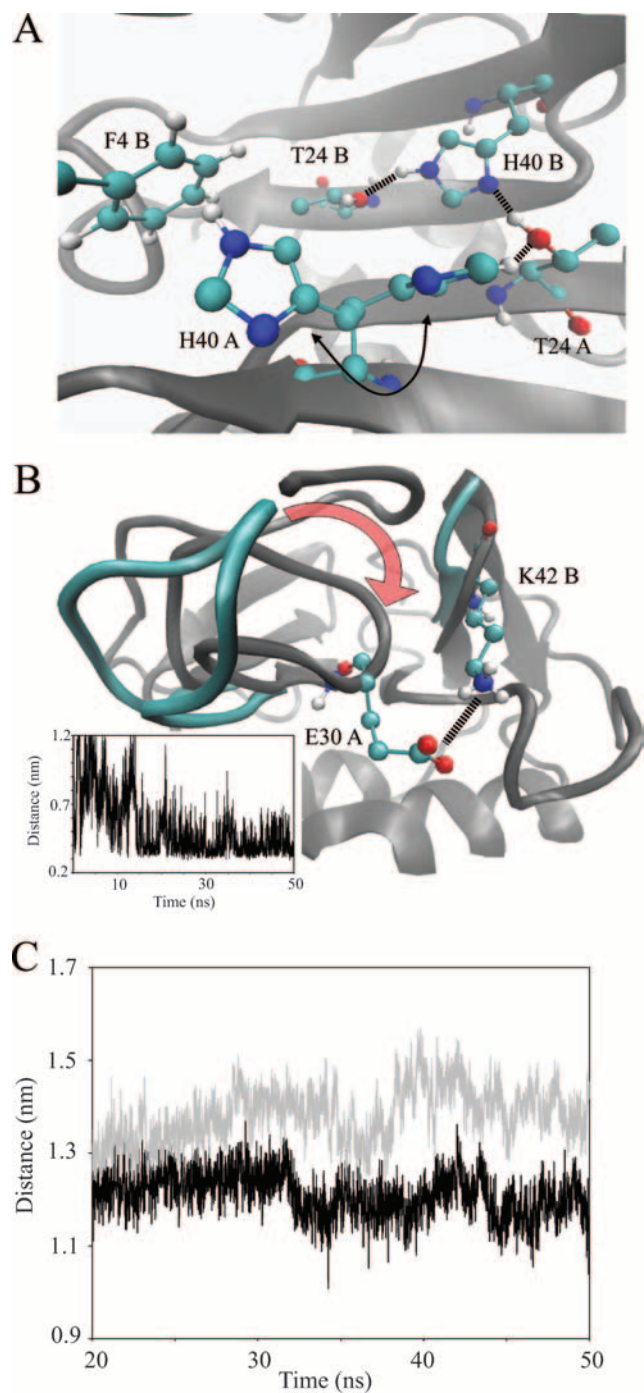 A
F4 B
T24 B
H40 B
H40 A
T24 A
B
K42 B
E30 A
1.2
Distance (nm)
0.7
0.2
10 30 50
Time (ns)
C
1.7
1.5
Distance (nm)
1.3
1.1
0.9
20 30 40 50
Time (ns)